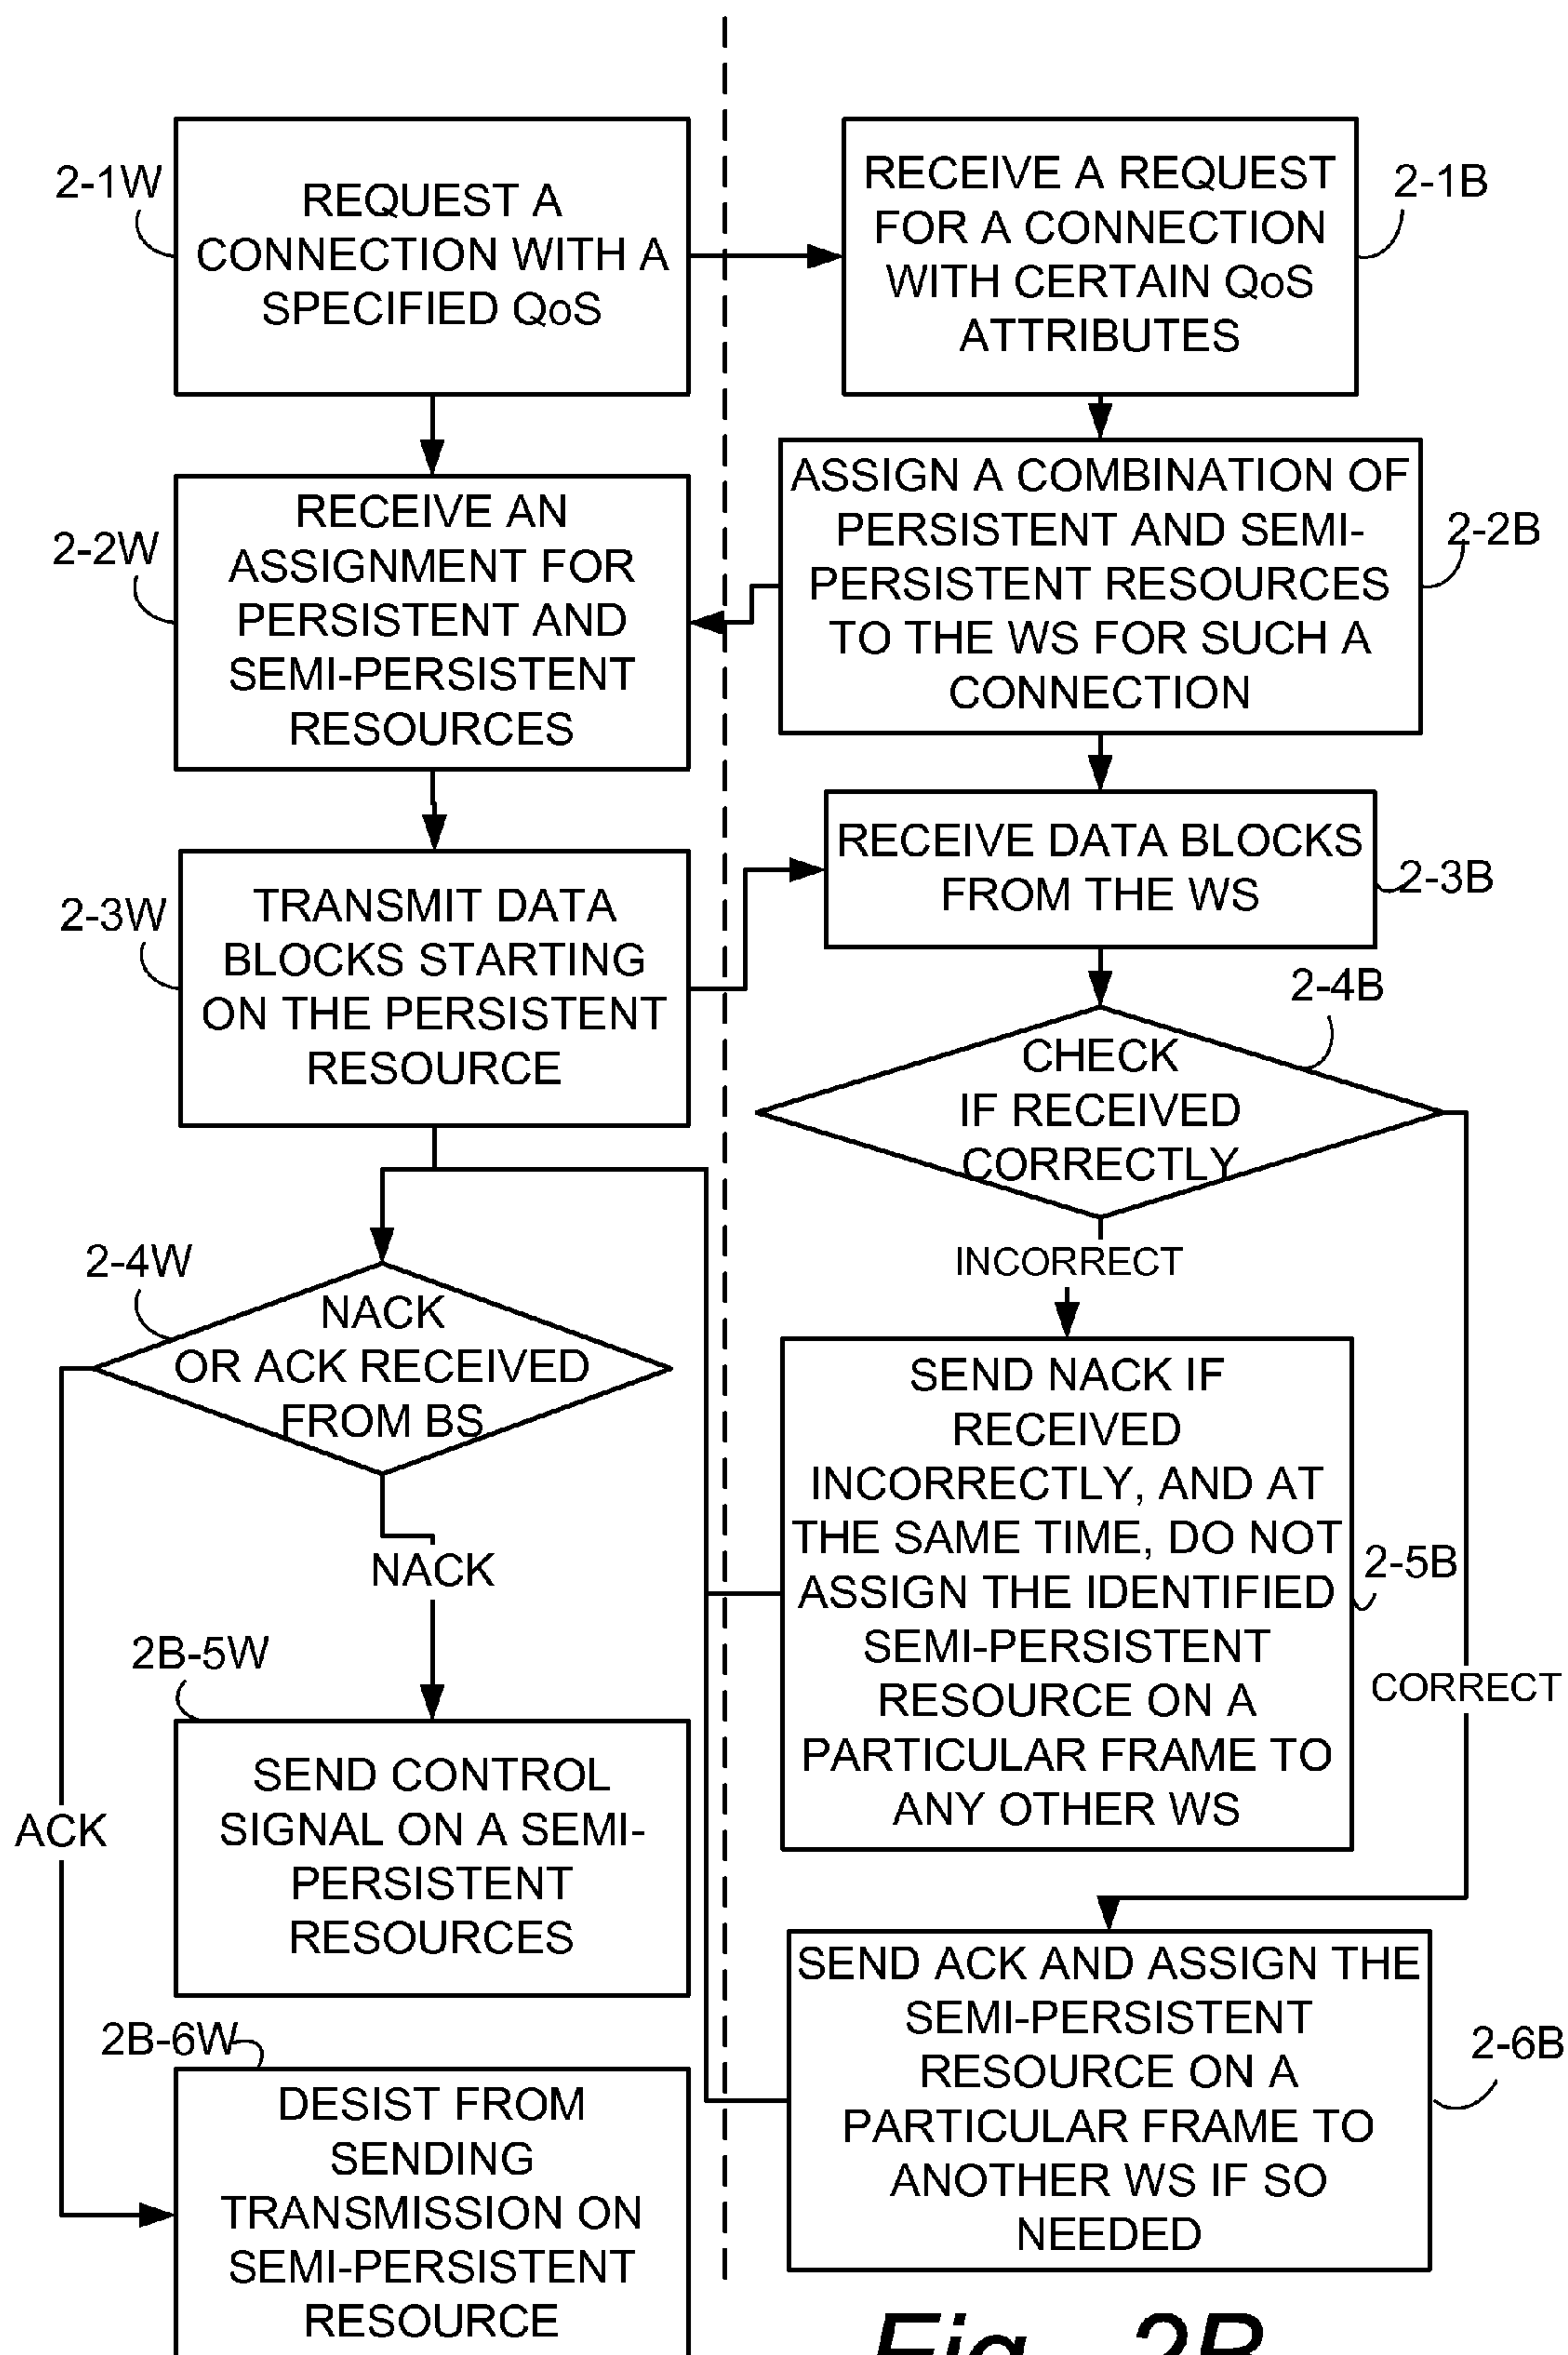 2-1W
REQUEST A
CONNECTION WITH A
SPECIFIED QoS
RECEIVE A REQUEST
FOR A CONNECTION
WITH CERTAIN QoS
ATTRIBUTES
2-1B
2-2W
RECEIVE AN
ASSIGNMENT FOR
PERSISTENT AND
SEMI-PERSISTENT
RESOURCES
ASSIGN A COMBINATION OF
PERSISTENT AND SEMI-
PERSISTENT RESOURCES
TO THE WS FOR SUCH A
CONNECTION
2-2B
2-3W
TRANSMIT DATA
BLOCKS STARTING
ON THE PERSISTENT
RESOURCE
RECEIVE DATA BLOCKS
FROM THE WS
2-3B
2-4B
CHECK
IF RECEIVED
CORRECTLY
2-4W
NACK
OR ACK RECEIVED
FROM BS
INCORRECT
NACK
SEND NACK IF
RECEIVED
INCORRECTLY, AND AT
THE SAME TIME, DO NOT
ASSIGN THE IDENTIFIED
SEMI-PERSISTENT
RESOURCE ON A
PARTICULAR FRAME TO
ANY OTHER WS
2-5B
CORRECT
2B-5W
SEND CONTROL
SIGNAL ON A SEMI-
PERSISTENT
RESOURCES
ACK
SEND ACK AND ASSIGN THE
SEMI-PERSISTENT
RESOURCE ON A
PARTICULAR FRAME TO
ANOTHER WS IF SO
NEEDED
2-6B
2B-6W
DESIST FROM
SENDING
TRANSMISSION ON
SEMI-PERSISTENT
RESOURCE
Fig. 2B